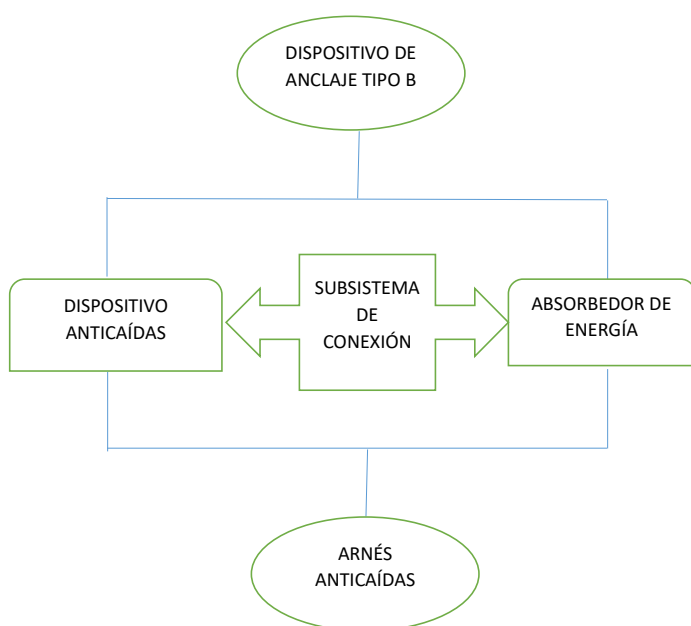 DISPOSITIVO DE
ANCLAJE TIPO B
DISPOSITIVO
ANTICAÍDAS
SUBSISTEMA
DE
CONEXIÓN
ABSORBEDOR DE
ENERGÍA
ARNÉS
ANTICAÍDAS